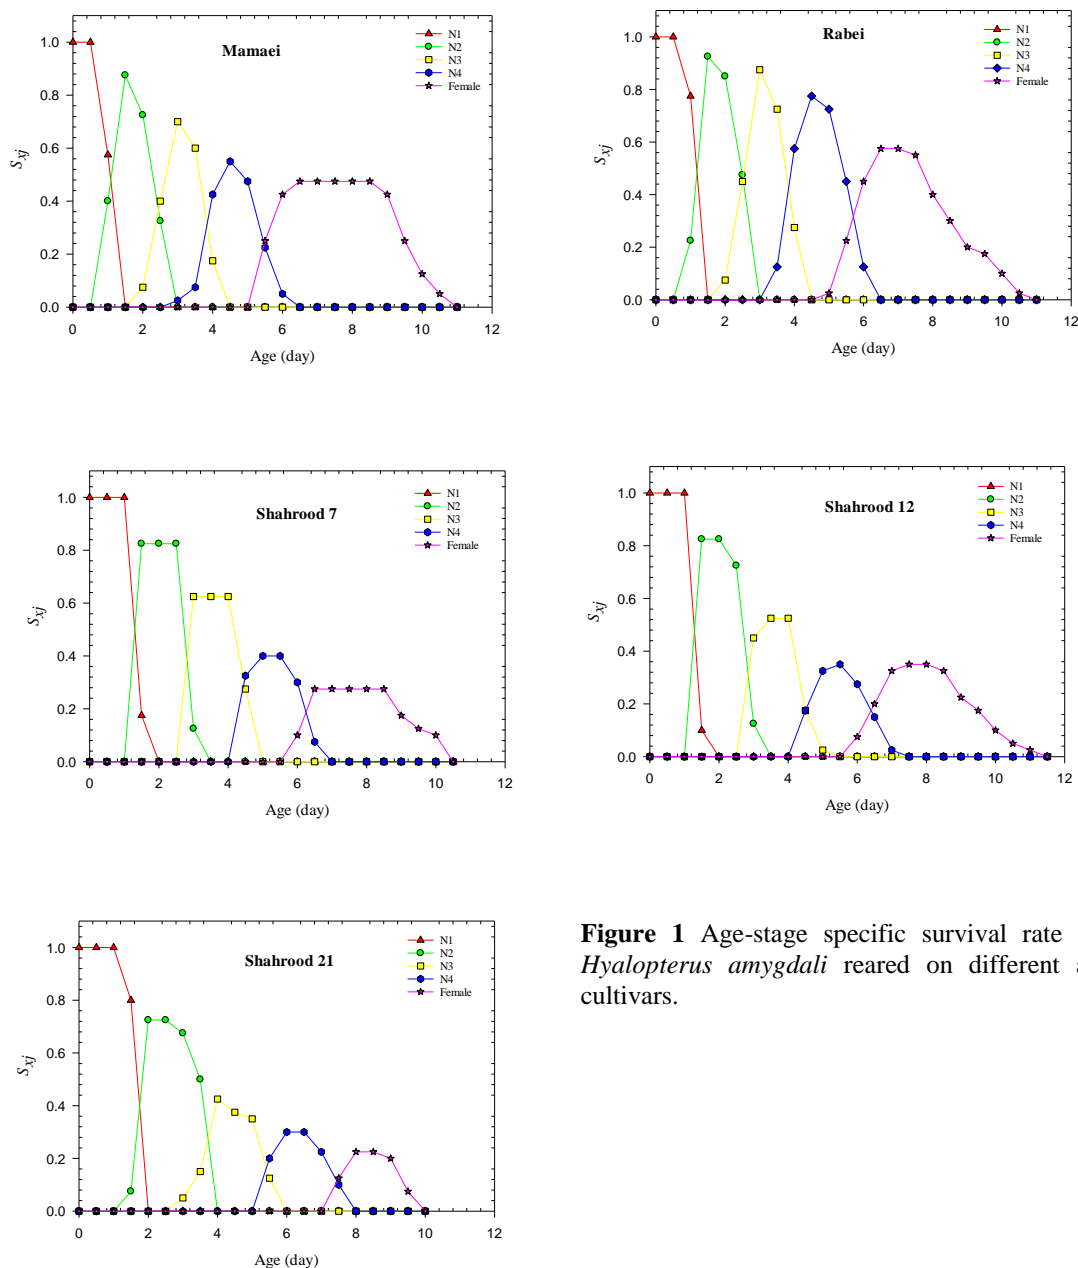 Mamaei
N1
N2
N3
N4
Female
1.0
0.8
0.6
0.4
0.2
0.0
Sxj
0 2 4 6 8 10 12
Age (day)
Rabei
N1
N2
N3
N4
Female
1.0
0.8
0.6
0.4
0.2
0.0
Sxj
0 2 4 6 8 10 12
Age (day)
Shahrood 7
N1
N2
N3
N4
Female
1.0
0.8
0.6
0.4
0.2
0.0
Sxj
0 2 4 6 8 10 12
Age (day)
Shahrood 12
N1
N2
N3
N4
Female
1.0
0.8
0.6
0.4
0.2
0.0
Sxj
0 2 4 6 8 10 12
Age (day)
Shahrood 21
N1
N2
N3
N4
Female
1.0
0.8
0.6
0.4
0.2
0.0
Sxj
0 2 4 6 8 10 12
Age (day)
Figure 1 Age-stage specific survival rate
Hyalopterus amygdali reared on different
cultivars.